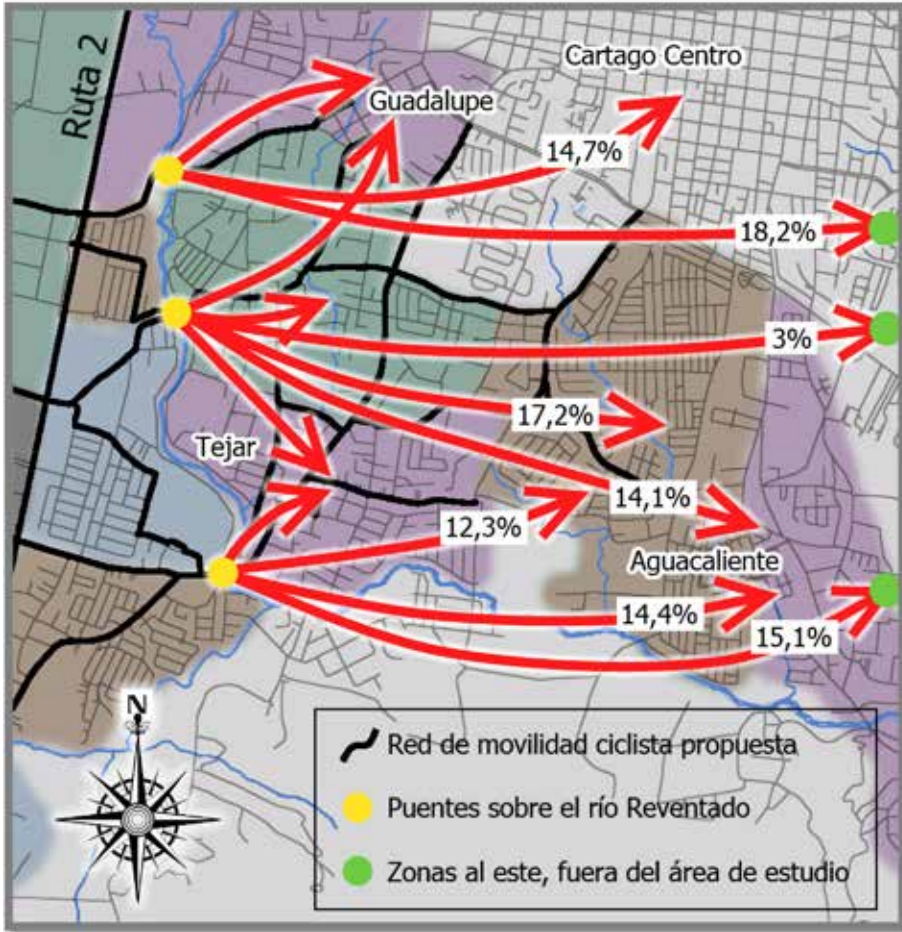 Ruta 2
Cartago Centro
Guadalupe
14,7%
18,2%
3%
17,2%
Tejar
14,1%
12,3%
Aguacaliente
14,4%
15,1%
N
Red de movilidad ciclista propuesta
Puentes sobre el río Reventado
Zonas al este, fuera del área de estudio